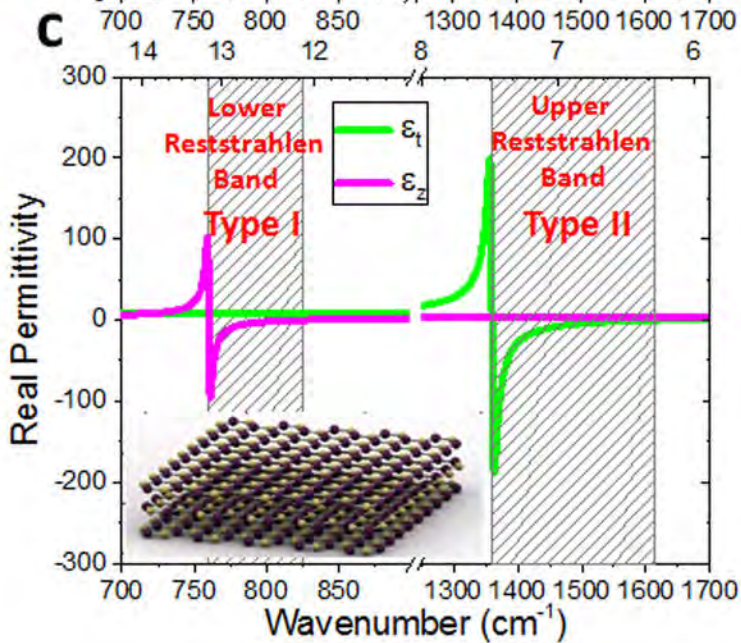 700 750 800 850 1300 1400 1500 1600 1700
C
14 13 12 8 7 6
300
200
100
0
-100
-200
-300
Real Permittivity
Lower
Reststrahlen
Band
Type I
εt
εz
Upper
Reststrahlen
Band
Type II
700 750 800 850 1300 1400 1500 1600 1700
Wavenumber (cm⁻¹)